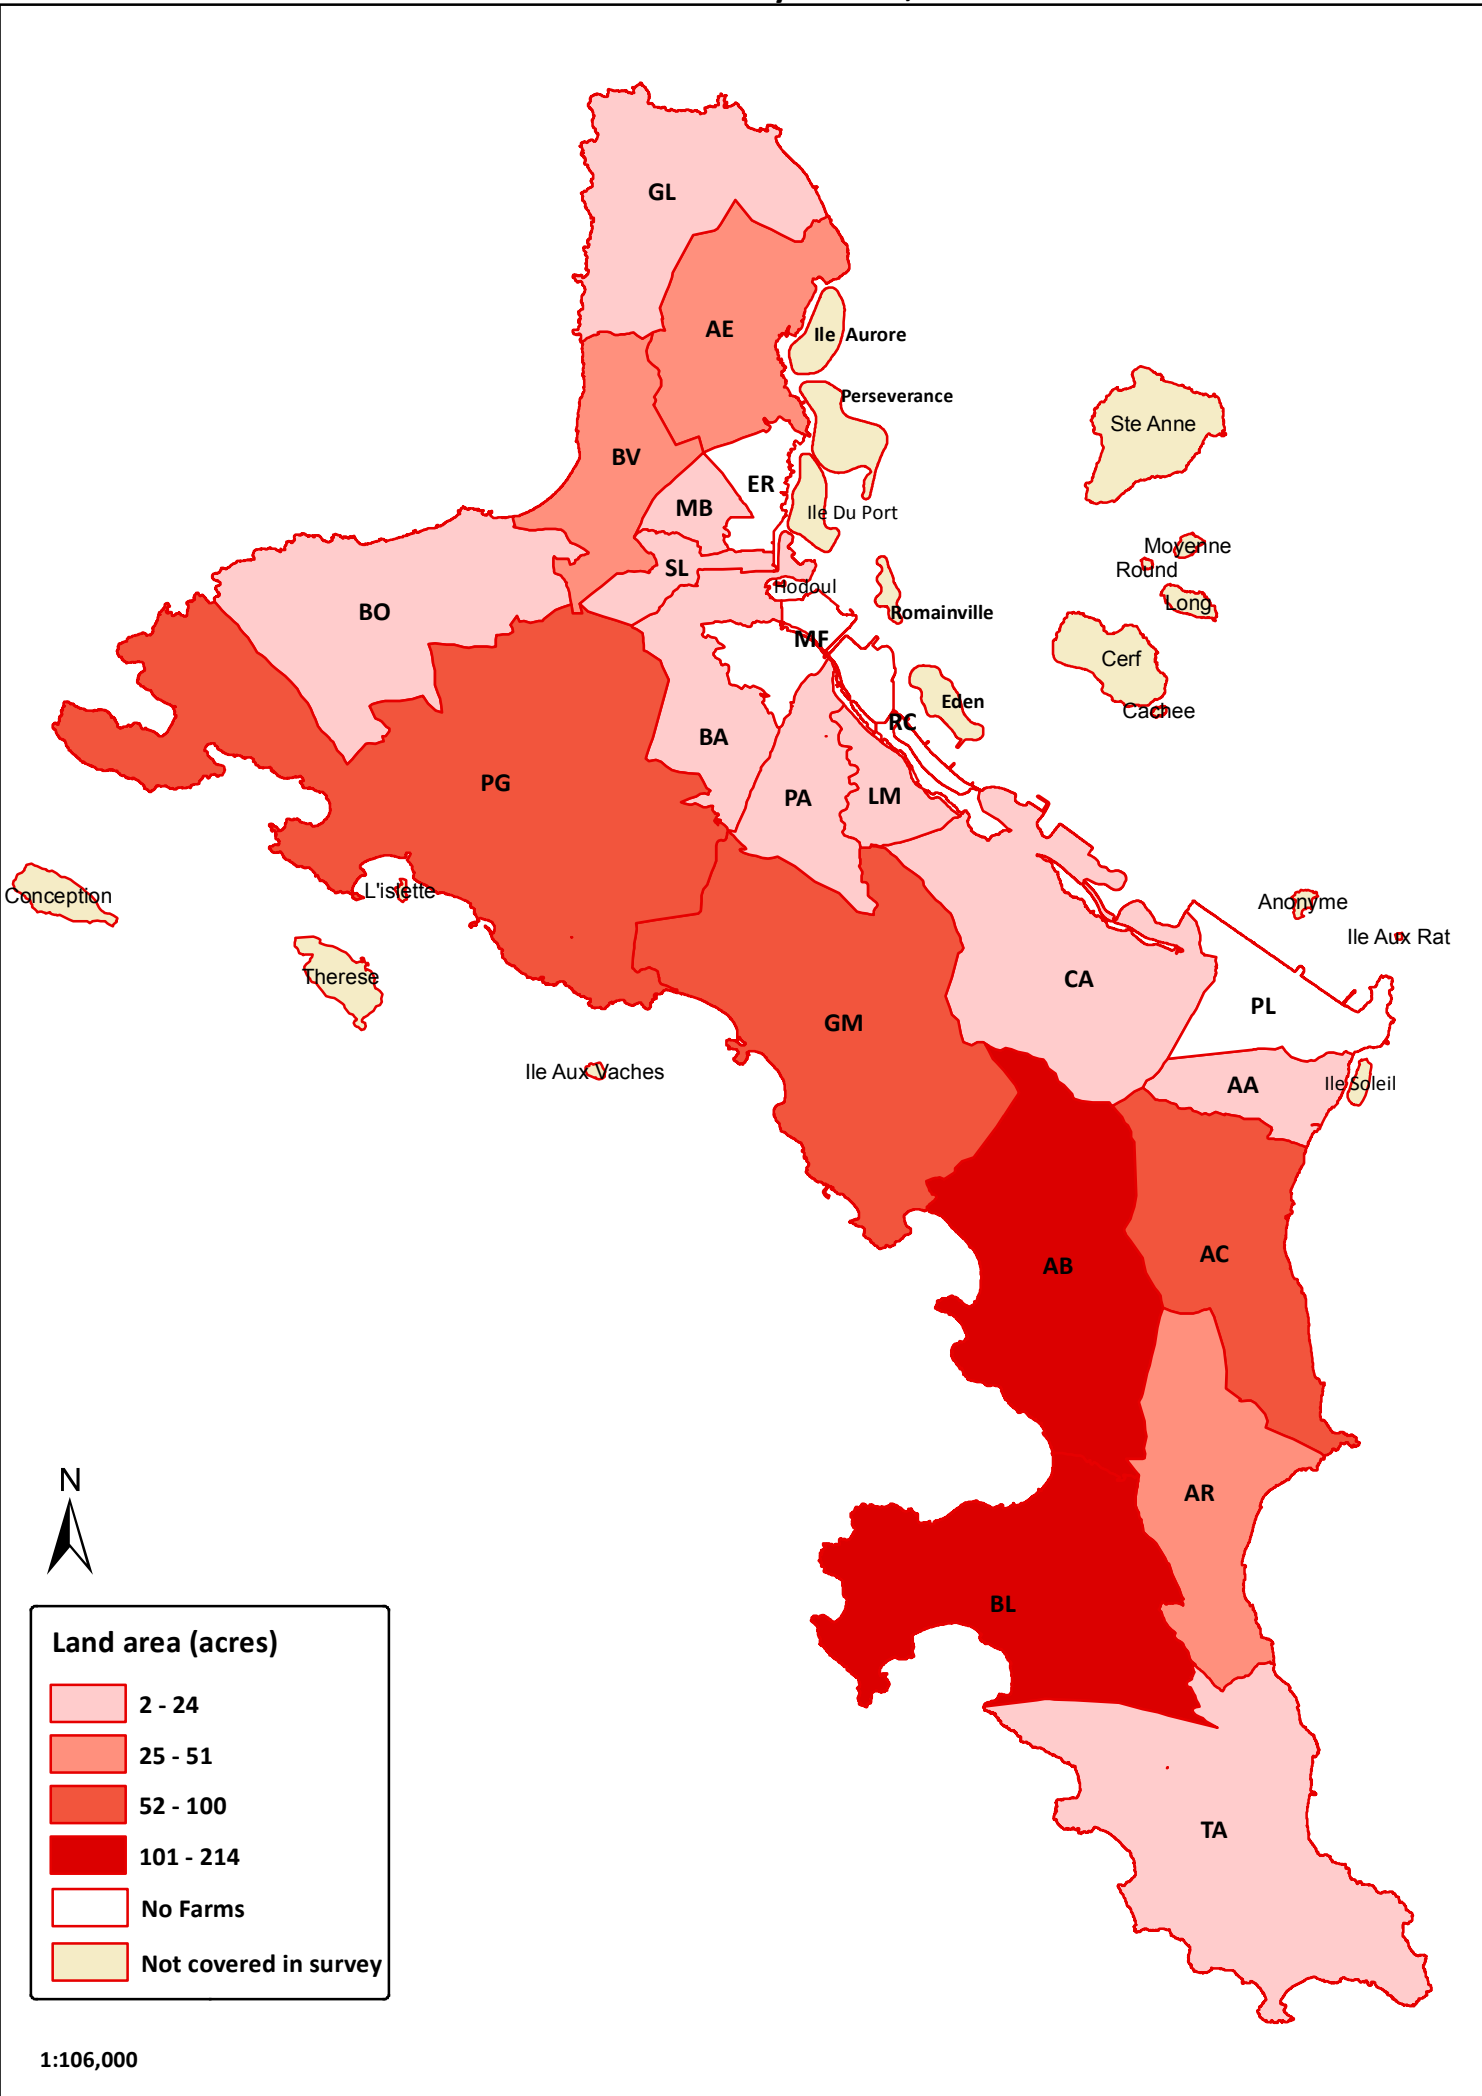 GL
AE
Ile Aurore
Perseverance
Ste Anne
BV
ER
MB
Ile Du Port
Moyenne
SL
Round
Hodoul
Long
BO
Romainville
MF
Cerf
Eden
Cachee
RC
BA
PG
PA
LM
L'islette
Conception
Anonyme
Ile Aux Rat
Therese
CA
PL
GM
Ile Aux Vaches
AA
Ile Soleil
AC
AB
N
AR
BL
Land area (acres)
2 - 24
25 - 51
52 - 100
101 - 214
No Farms
Not covered in survey
TA
1:106,000